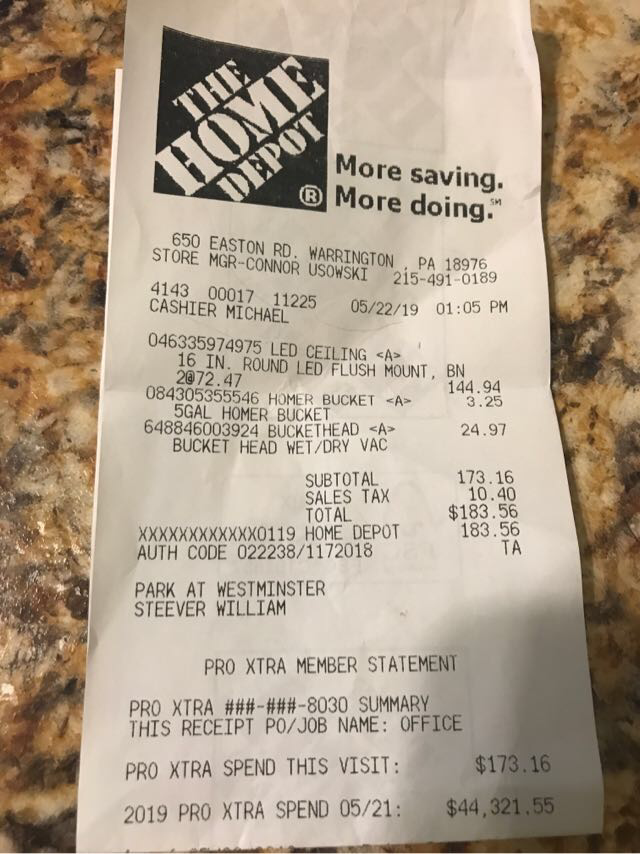 THE
HOME
DEPOT
®
More saving.
More doing.℠
650 EASTON RD. WARRINGTON , PA 18976
STORE MGR-CONNOR USOWSKI 215-491-0189
4143 00017 11225 05/22/19 01:05 PM
CASHIER MICHAEL
046335974975 LED CEILING <A>
16 IN. ROUND LED FLUSH MOUNT, BN
2@72.47 144.94
084305355546 HOMER BUCKET <A> 3.25
5GAL HOMER BUCKET
648846003924 BUCKETHEAD <A> 24.97
BUCKET HEAD WET/DRY VAC
SUBTOTAL 173.16
SALES TAX 10.40
TOTAL $183.56
XXXXXXXXXXXX0119 HOME DEPOT 183.56
AUTH CODE 022238/1172018 TA
PARK AT WESTMINSTER
STEEVER WILLIAM
PRO XTRA MEMBER STATEMENT
PRO XTRA ###-###-8030 SUMMARY
THIS RECEIPT PO/JOB NAME: OFFICE
PRO XTRA SPEND THIS VISIT: $173.16
2019 PRO XTRA SPEND 05/21: $44,321.55